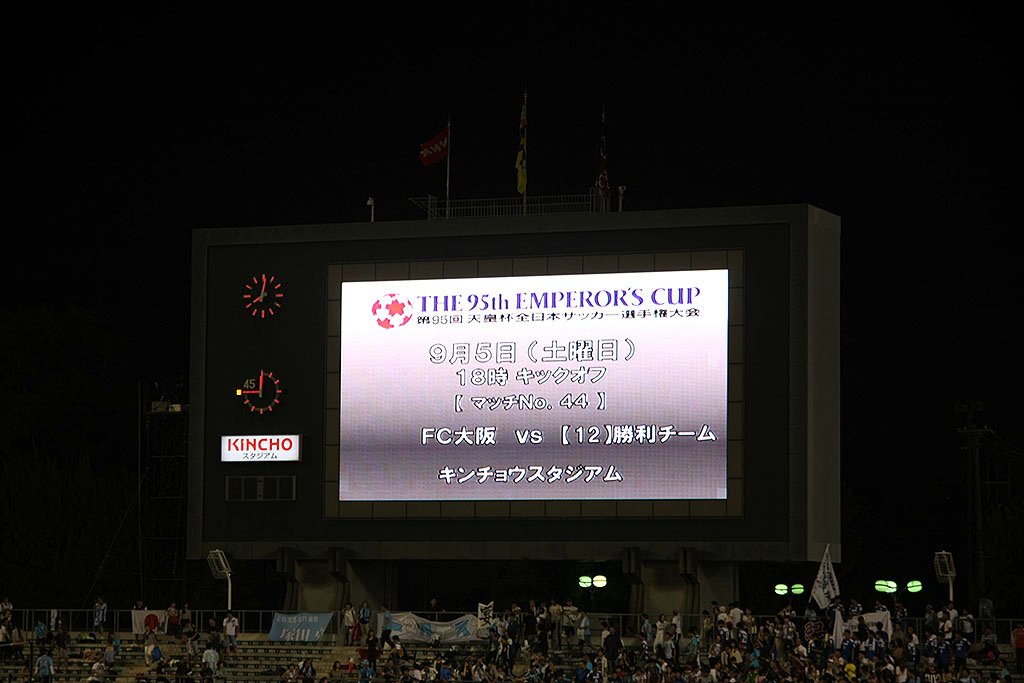 THE 95th EMPEROR'S CUP
第95回 天皇杯全日本サッカー選手権大会
9月5日（土曜日）
18時 キックオフ
【 マッチNo. 44 】
FC大阪 vs 【12】勝利チーム
キンチョウスタジアム
45
KINCHO
スタジアム